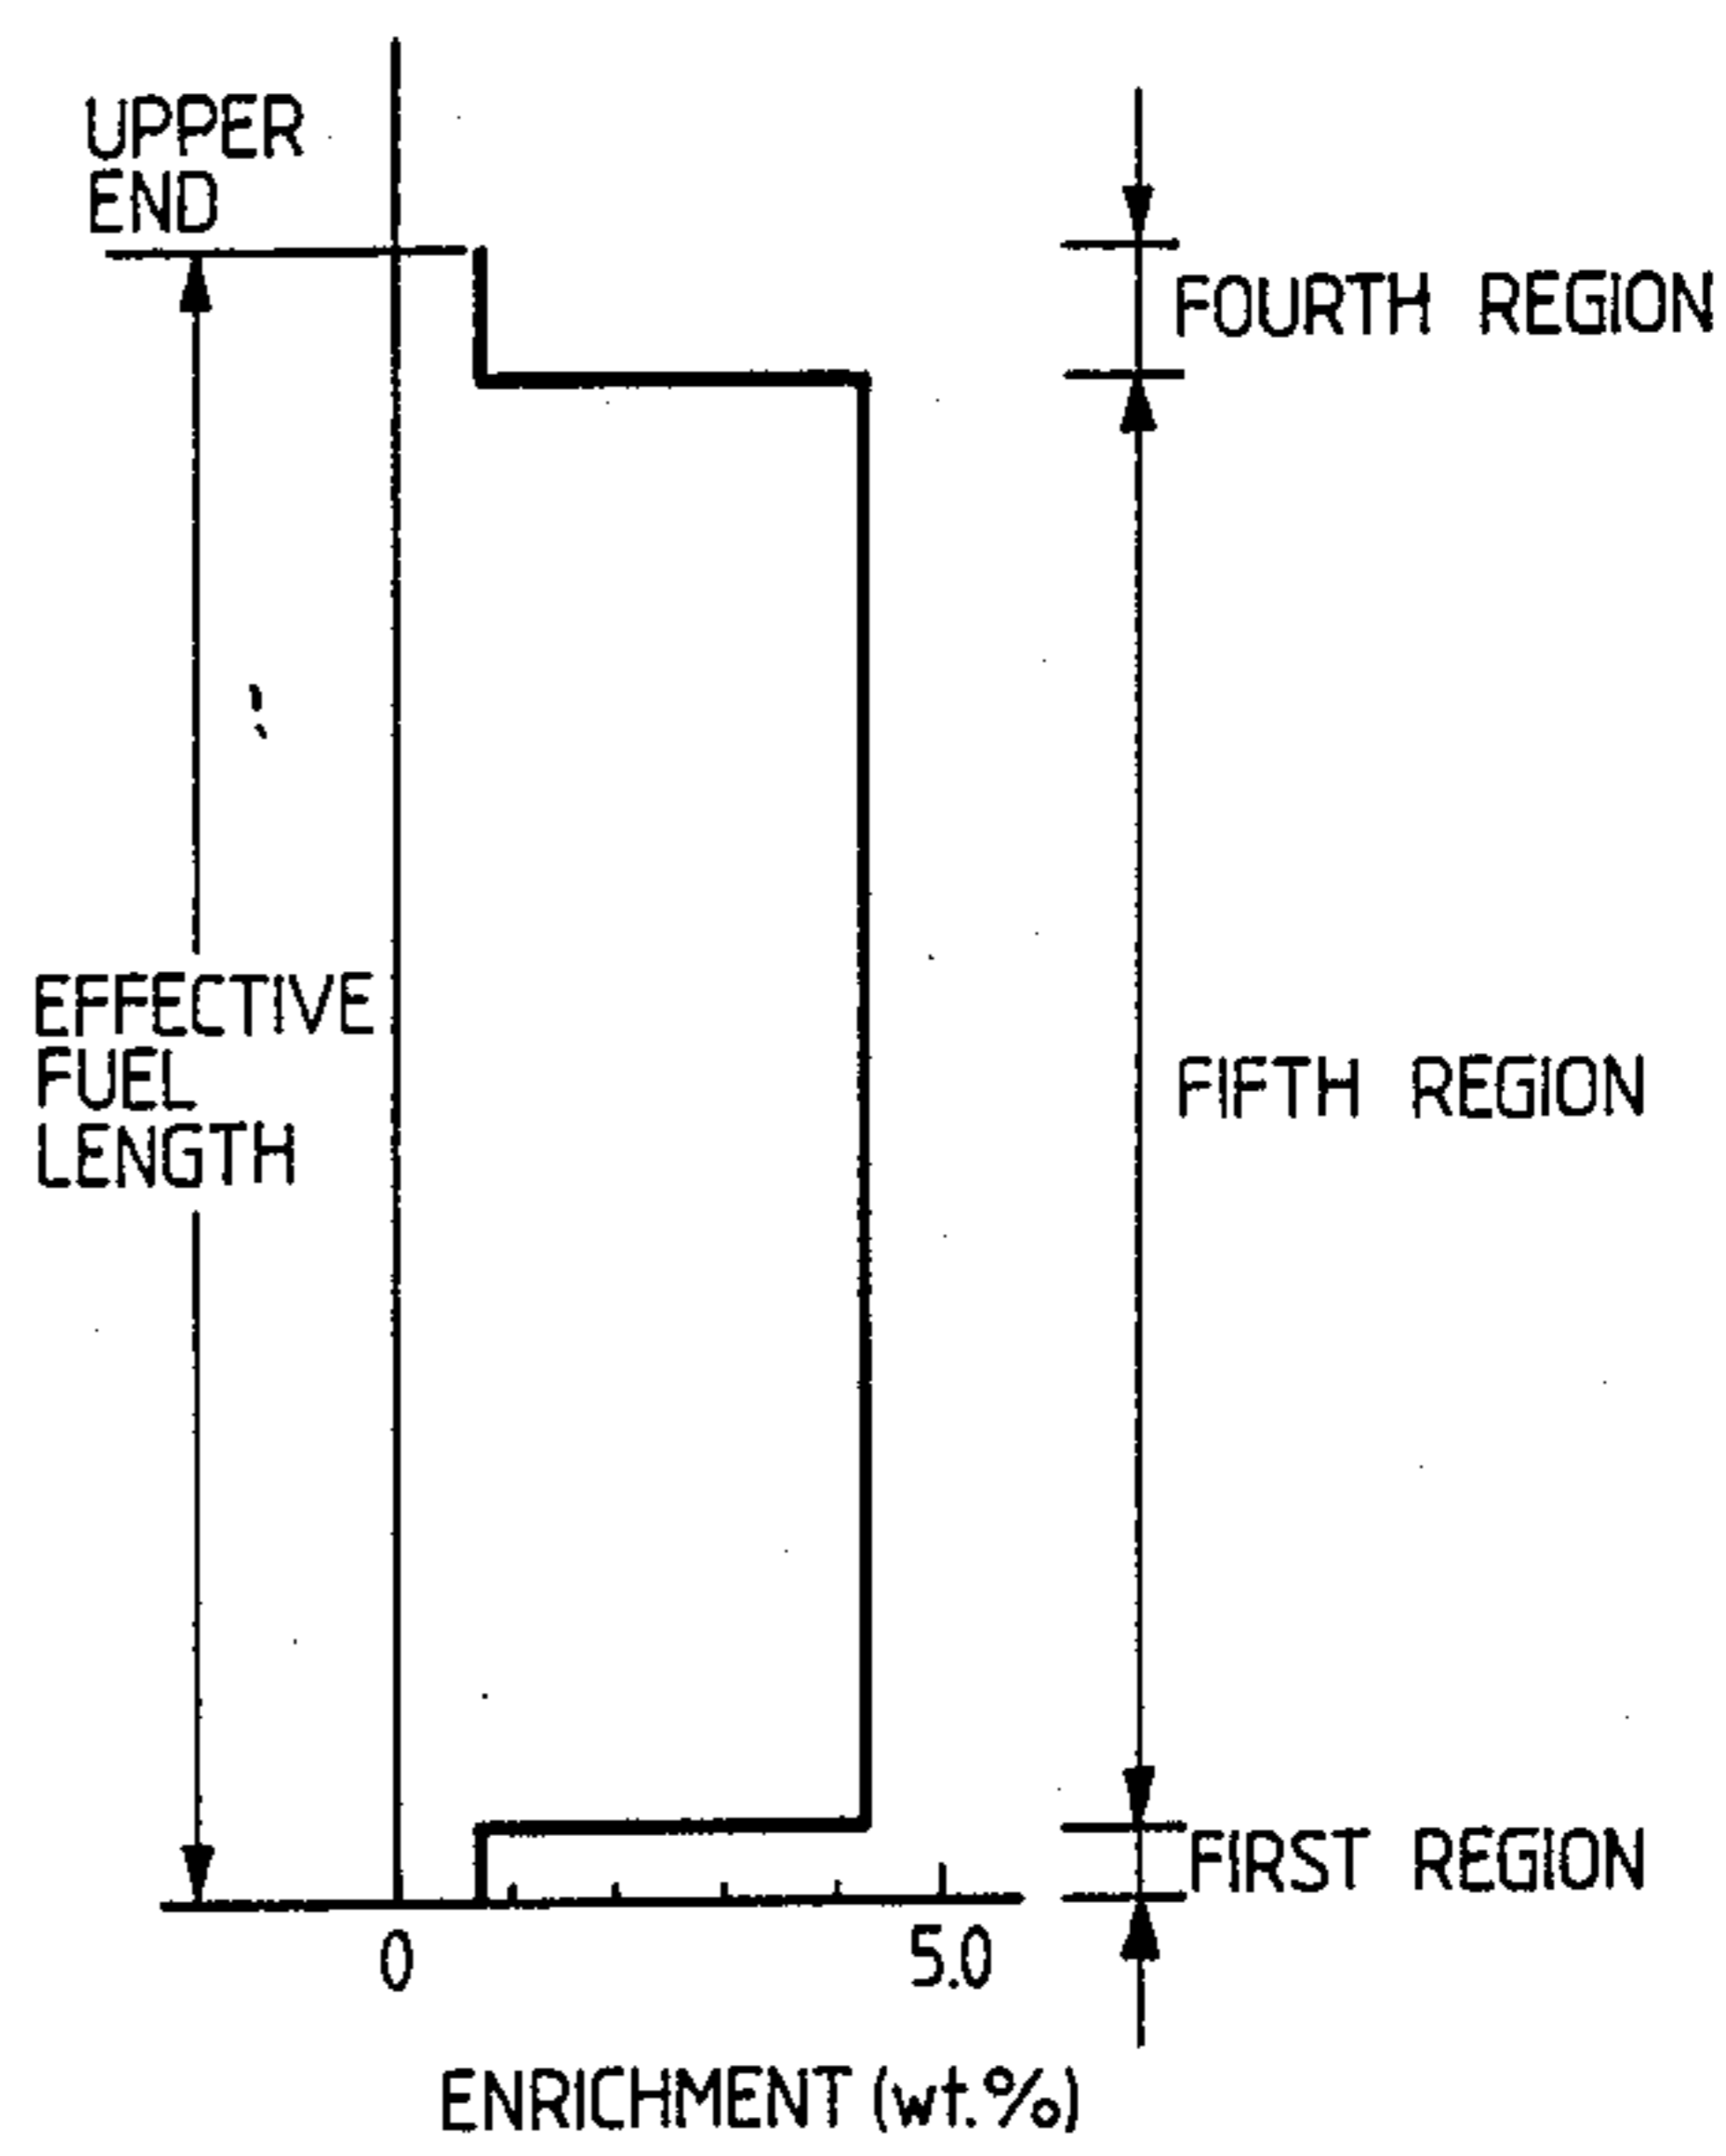 UPPER
END
FOURTH REGION
EFFECTIVE
FUEL
LENGTH
FIFTH REGION
FIRST REGION
0
5.0
ENRICHMENT (wt.%)